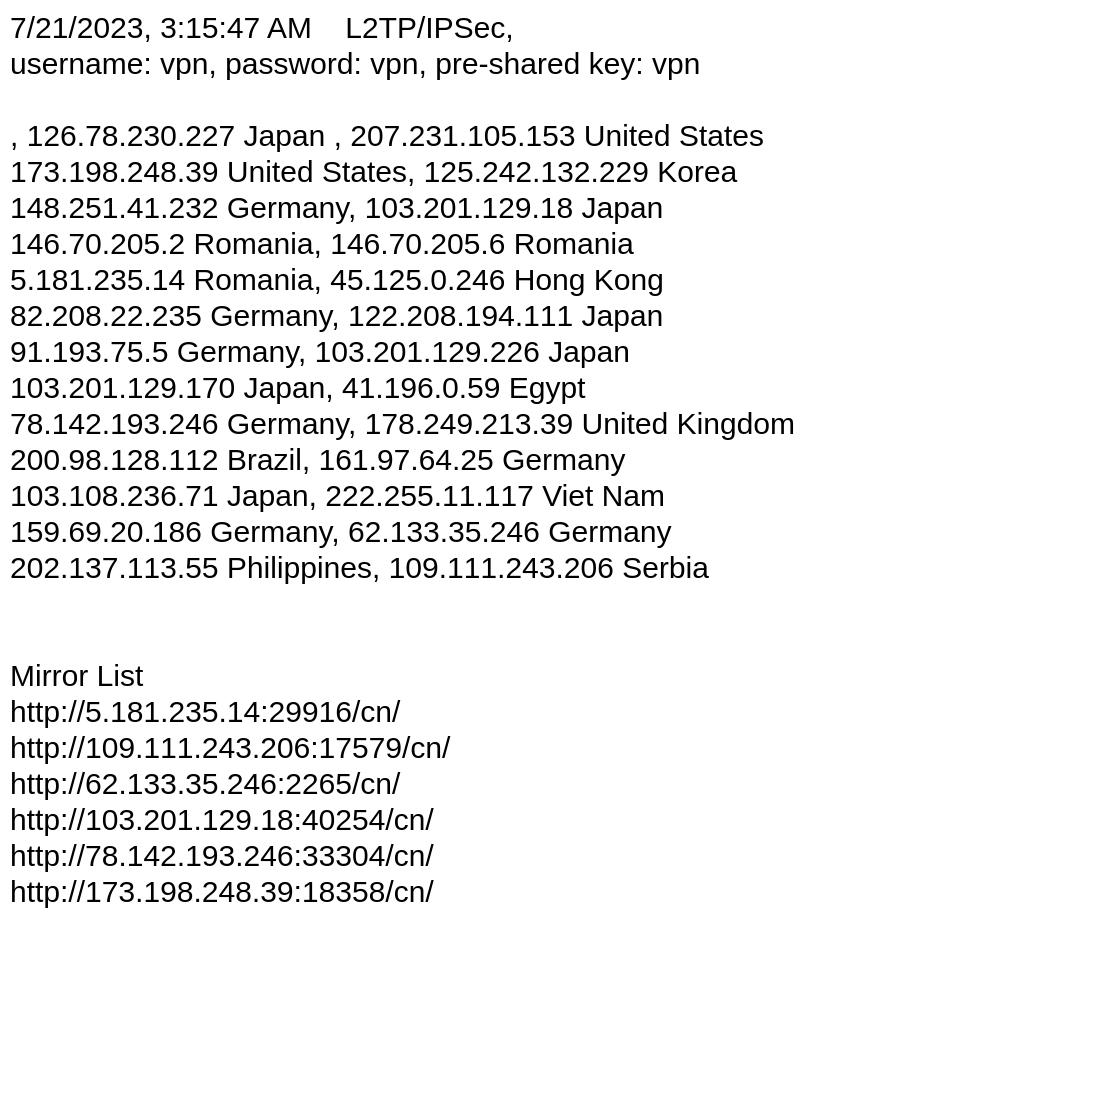 7/21/2023, 3:15:47 AM    L2TP/IPSec,
username: vpn, password: vpn, pre-shared key: vpn
, 126.78.230.227 Japan , 207.231.105.153 United States
173.198.248.39 United States, 125.242.132.229 Korea
148.251.41.232 Germany, 103.201.129.18 Japan
146.70.205.2 Romania, 146.70.205.6 Romania
5.181.235.14 Romania, 45.125.0.246 Hong Kong
82.208.22.235 Germany, 122.208.194.111 Japan
91.193.75.5 Germany, 103.201.129.226 Japan
103.201.129.170 Japan, 41.196.0.59 Egypt
78.142.193.246 Germany, 178.249.213.39 United Kingdom
200.98.128.112 Brazil, 161.97.64.25 Germany
103.108.236.71 Japan, 222.255.11.117 Viet Nam
159.69.20.186 Germany, 62.133.35.246 Germany
202.137.113.55 Philippines, 109.111.243.206 Serbia
Mirror List
http://5.181.235.14:29916/cn/
http://109.111.243.206:17579/cn/
http://62.133.35.246:2265/cn/
http://103.201.129.18:40254/cn/
http://78.142.193.246:33304/cn/
http://173.198.248.39:18358/cn/